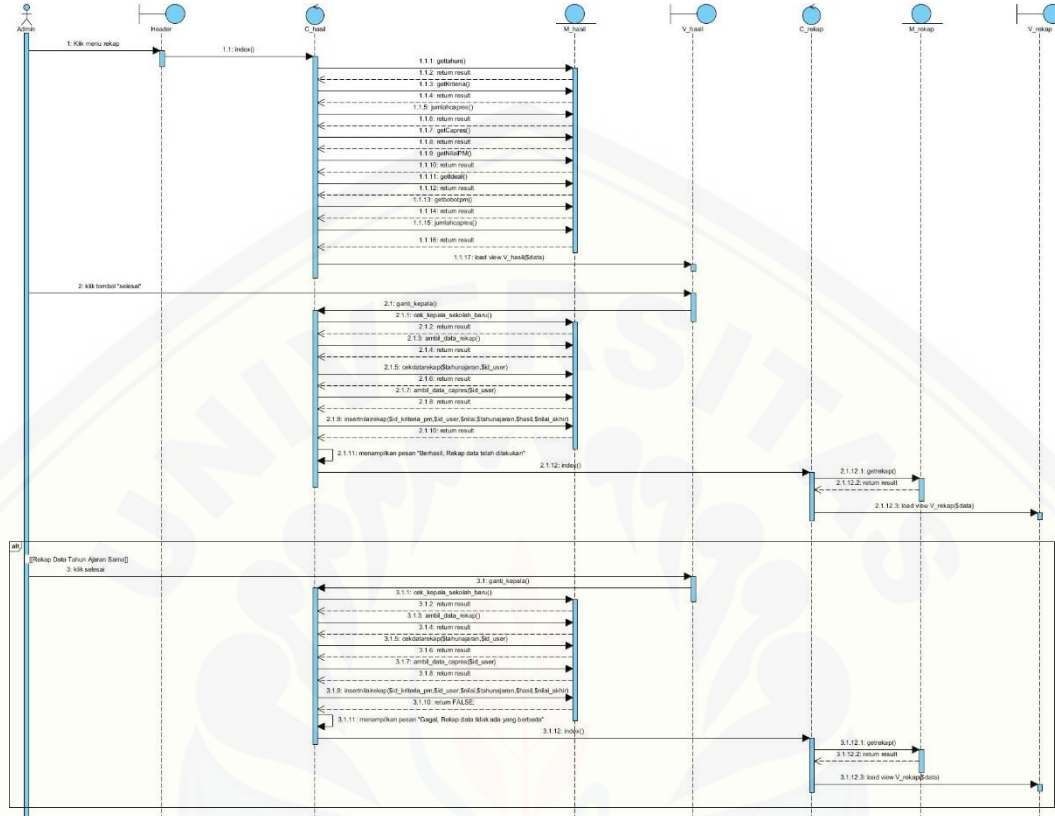 Admin
Header
C_hasil
M_hasil
V_hasil
C_rekap
M_rekap
V_rekap
1: Klik menu rekap
1.1: index()
1.1.1: gettahun()
1.1.2: return result
1.1.3: getKriteria()
1.1.4: return result
1.1.5: jumlahcapres()
1.1.6: return result
1.1.7: getCapres()
1.1.8: return result
1.1.9: getNilaiPM()
1.1.10: return result
1.1.11: getIdeal()
1.1.12: return result
1.1.13: getbobotpm()
1.1.14: return result
1.1.15: jumlahcapres()
1.1.16: return result
1.1.17: load view V_hasil($data)
2: klik tombol "selesai"
2.1: ganti_kepala()
2.1.1: cek_kepala_sekolah_baru()
2.1.2: return result
2.1.3: ambil_data_rekap()
2.1.4: return result
2.1.5: cekdatarekap($tahunajaran,$id_user)
2.1.6: return result
2.1.7: ambil_data_capres($id_user)
2.1.8: return result
2.1.9: insertnilairekap($id_kriteria_pm,$id_user,$nilai,$tahunajaran,$hasil,$nilai_akhir)
2.1.10: return result
2.1.11: menampilkan pesan "Berhasil, Rekap data telah dilakukan"
2.1.12: index()
2.1.12.1: getrekap()
2.1.12.2: return result
2.1.12.3: load view V_rekap($data)
alt
[[Rekap Data Tahun Ajaran Sama]]
3: klik selesai
3.1: ganti_kepala()
3.1.1: cek_kepala_sekolah_baru()
3.1.2: return result
3.1.3: ambil_data_rekap()
3.1.4: return result
3.1.5: cekdatarekap($tahunajaran,$id_user)
3.1.6: return result
3.1.7: ambil_data_capres($id_user)
3.1.8: return result
3.1.9: insertnilairekap($id_kriteria_pm,$id_user,$nilai,$tahunajaran,$hasil,$nilai_akhir)
3.1.10: return FALSE;
3.1.11: menampilkan pesan "Gagal, Rekap data tidak ada yang berbeda"
3.1.12: index()
3.1.12.1: getrekap()
3.1.12.2: return result
3.1.12.3: load view V_rekap($data)
UNIVERSITAS